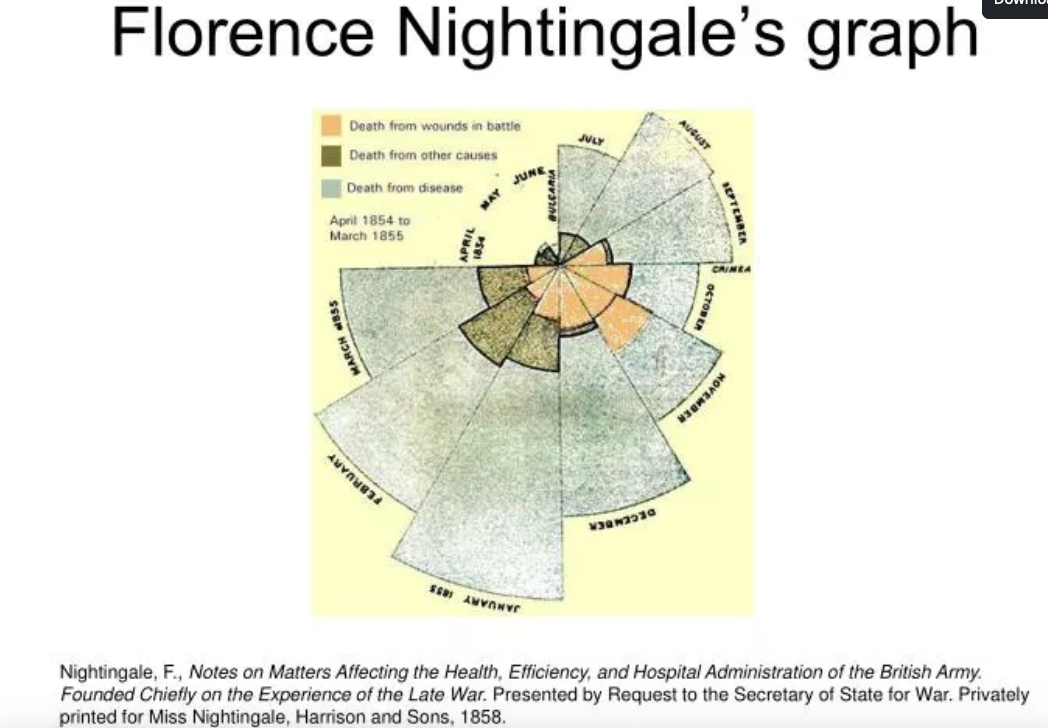 Florence Nightingale's graph
Death from wounds in battle
Death from other causes
Death from disease
April 1854 to
March 1855
APRIL
1854
MAY
JUNE
BULGARIA
JULY
AUGUST
SEPTEMBER
CRIMEA
OCTOBER
NOVEMBER
DECEMBER
JANUARY 1855
FEBRUARY
MARCH 1855
Nightingale, F., Notes on Matters Affecting the Health, Efficiency, and Hospital Administration of the British Army.
Founded Chiefly on the Experience of the Late War. Presented by Request to the Secretary of State for War. Privately
printed for Miss Nightingale, Harrison and Sons, 1858.